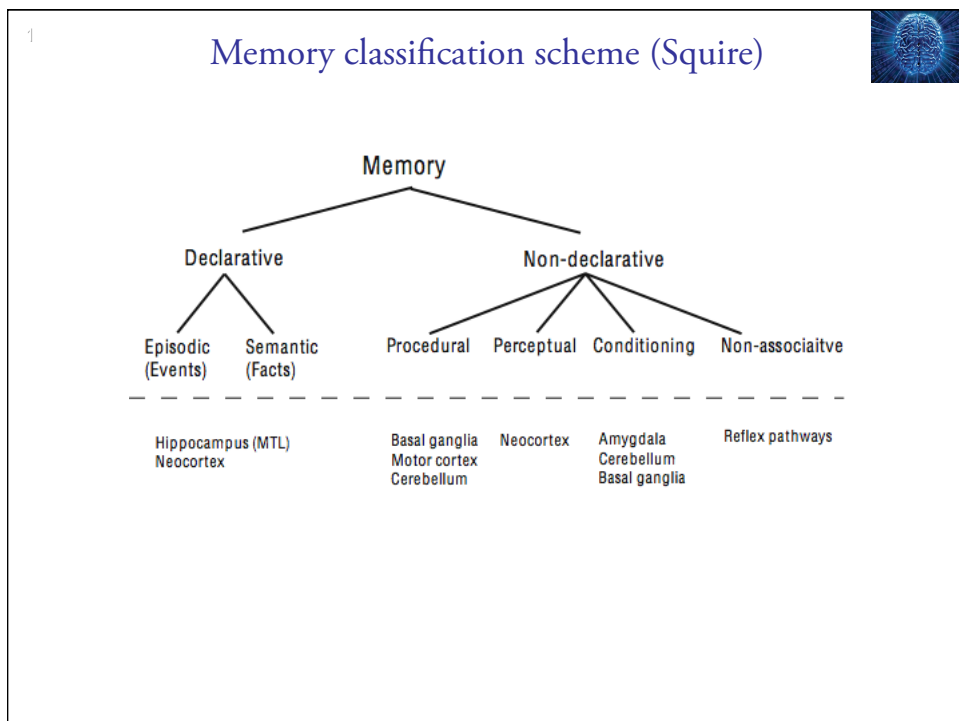 1
Memory classification scheme (Squire)
Memory
Declarative
Non-declarative
Episodic
(Events)
Semantic
(Facts)
Procedural
Perceptual
Conditioning
Non-associaitve
Hippocampus (MTL)
Neocortex
Basal ganglia
Motor cortex
Cerebellum
Neocortex
Amygdala
Cerebellum
Basal ganglia
Reflex pathways